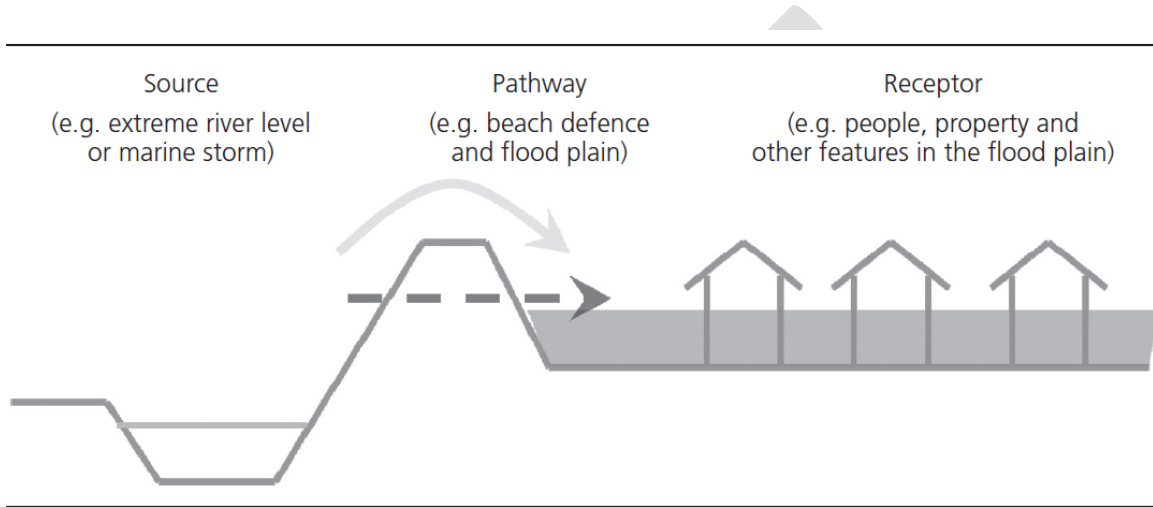 Source
(e.g. extreme river level
or marine storm)
Pathway
(e.g. beach defence
and flood plain)
Receptor
(e.g. people, property and
other features in the flood plain)